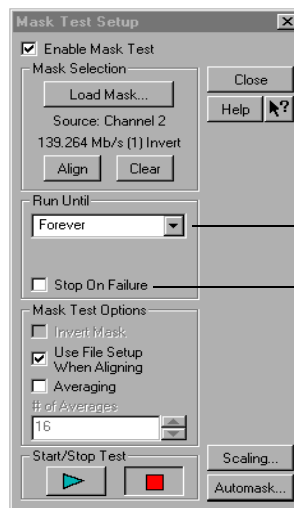 Mask Test Setup
Enable Mask Test
Mask Selection
Load Mask...
Source: Channel 2
139.264 Mb/s (1) Invert
Align
Clear
Close
Help
?
Run Until
Forever
Stop On Failure
Mask Test Options
Invert Mask
Use File Setup
When Aligning
Averaging
# of Averages
16
Start/Stop Test
Scaling...
Automask...